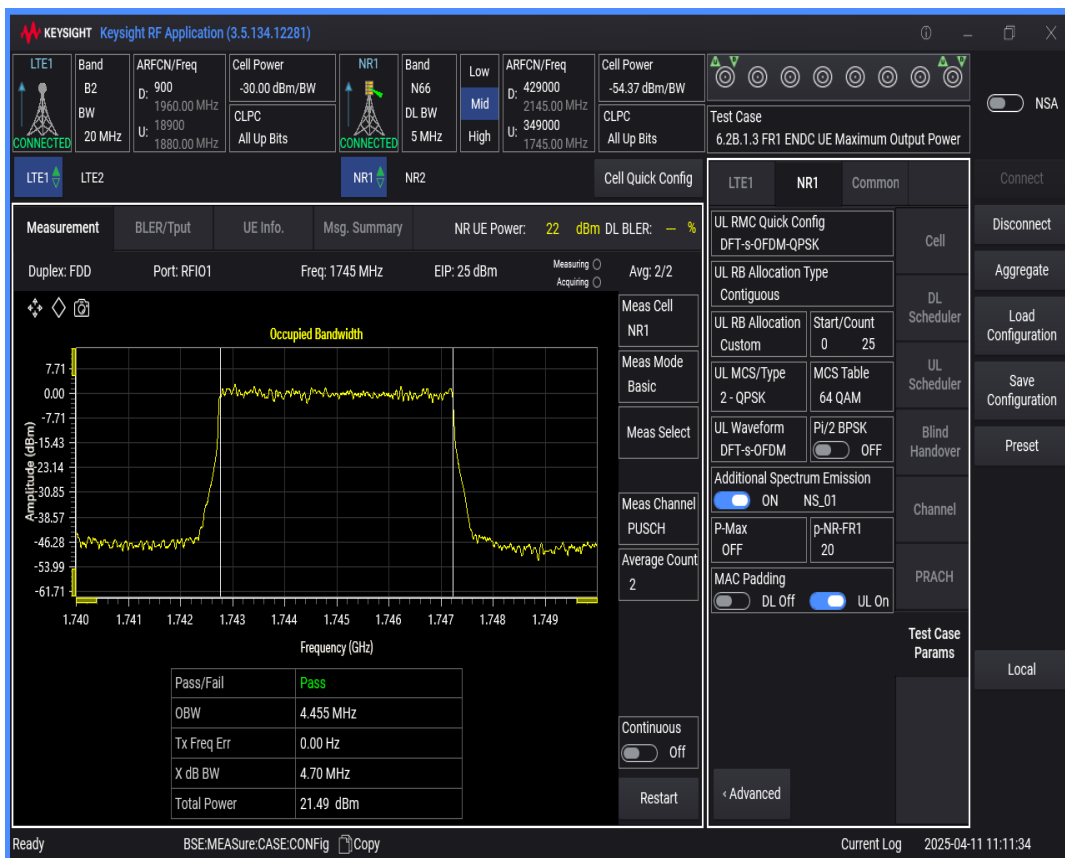 KEYSIGHT Keysight RF Application (3.5.134.12281)
LTE1
CONNECTED
Band
B2
BW
20 MHz
ARFCN/Freq
D: 900
1960.00 MHz
U: 18900
1880.00 MHz
Cell Power
-30.00 dBm/BW
CLPC
All Up Bits
NR1
CONNECTED
Band
N66
DL BW
5 MHz
Low
Mid
High
ARFCN/Freq
D: 429000
2145.00 MHz
U: 349000
1745.00 MHz
Cell Power
-54.37 dBm/BW
CLPC
All Up Bits
Test Case
6.2B.1.3 FR1 ENDC UE Maximum Output Power
NSA
LTE1 LTE2 NR1 NR2 Cell Quick Config
Measurement BLER/Tput UE Info. Msg. Summary NR UE Power: 22 dBm DL BLER: — %
Duplex: FDD Port: RFIO1 Freq: 1745 MHz EIP: 25 dBm Measuring Acquiring Avg: 2/2
Occupied Bandwidth
Amplitude (dBm)
7.71
0.00
-7.71
-15.43
-23.14
-30.85
-38.57
-46.28
-53.99
-61.71
1.740 1.741 1.742 1.743 1.744 1.745 1.746 1.747 1.748 1.749
Frequency (GHz)
Pass/Fail Pass
OBW 4.455 MHz
Tx Freq Err 0.00 Hz
X dB BW 4.70 MHz
Total Power 21.49 dBm
Meas Cell
NR1
Meas Mode
Basic
Meas Select
Meas Channel
PUSCH
Average Count
2
Continuous
Off
Restart
LTE1 NR1 Common
UL RMC Quick Config
DFT-s-OFDM-QPSK
UL RB Allocation Type
Contiguous
UL RB Allocation
Custom
Start/Count
0 25
UL MCS/Type
2 - QPSK
MCS Table
64 QAM
UL Waveform
DFT-s-OFDM
Pi/2 BPSK
OFF
Additional Spectrum Emission
ON NS_01
P-Max
OFF
p-NR-FR1
20
MAC Padding
DL Off UL On
‹ Advanced
Cell
DL
Scheduler
UL
Scheduler
Blind
Handover
Channel
PRACH
Test Case
Params
Connect
Disconnect
Aggregate
Load
Configuration
Save
Configuration
Preset
Local
Ready BSE:MEASure:CASE:CONFig Copy Current Log 2025-04-11 11:11:34